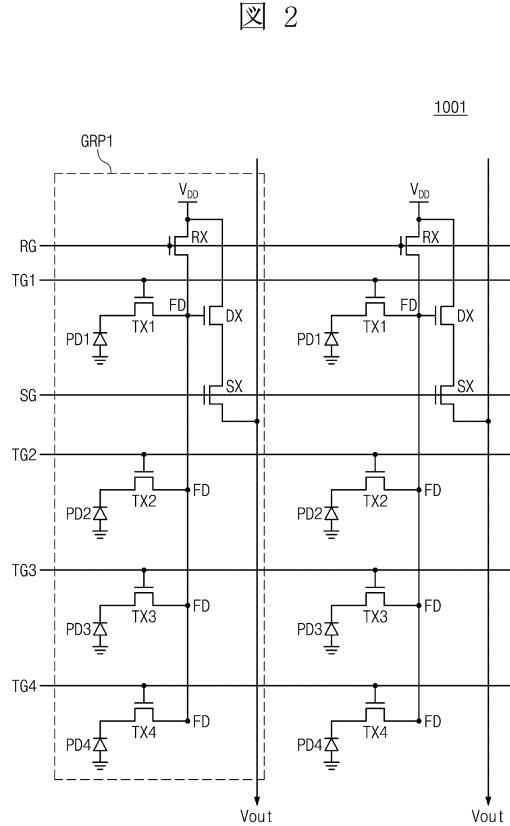 図 2
1001
GRP1
VDD VDD
RG RX RX
TG1
FD DX FD DX
TX1 TX1
PD1 PD1
SG SX SX
TG2
FD FD
TX2 TX2
PD2 PD2
TG3
FD FD
TX3 TX3
PD3 PD3
TG4
FD FD
TX4 TX4
PD4 PD4
Vout Vout